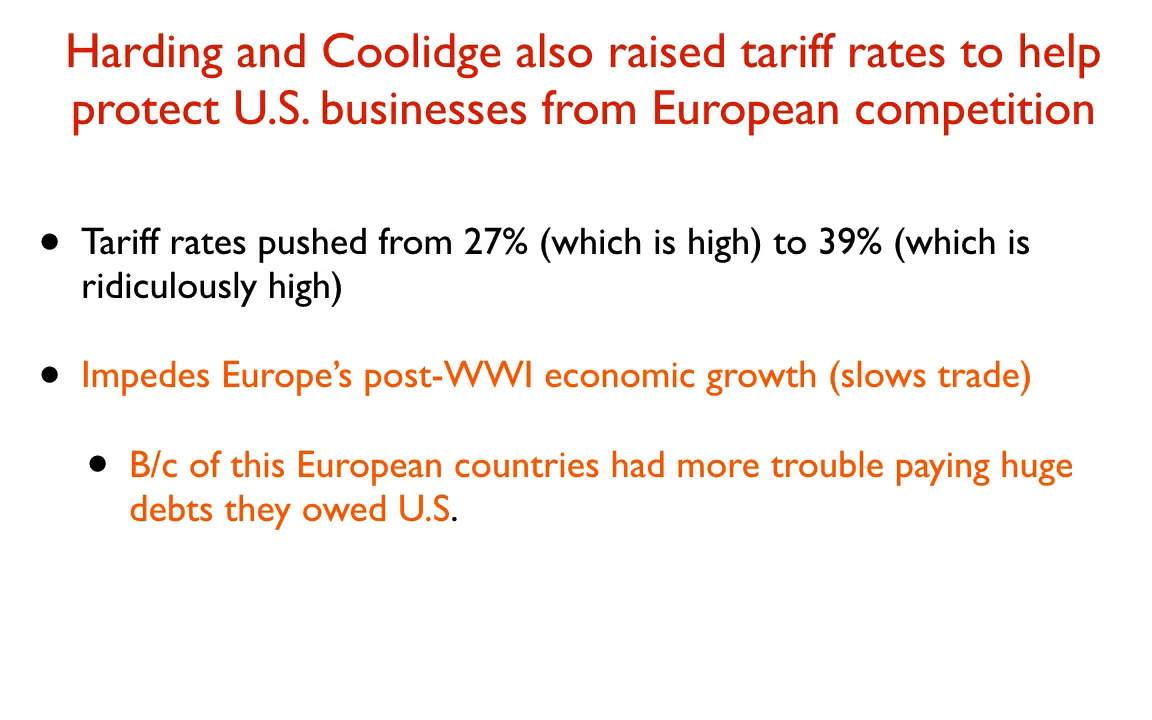 Harding and Coolidge also raised tariff rates to help
protect U.S. businesses from European competition
• Tariff rates pushed from 27% (which is high) to 39% (which is
ridiculously high)
• Impedes Europe’s post-WWI economic growth (slows trade)
• B/c of this European countries had more trouble paying huge
debts they owed U.S.